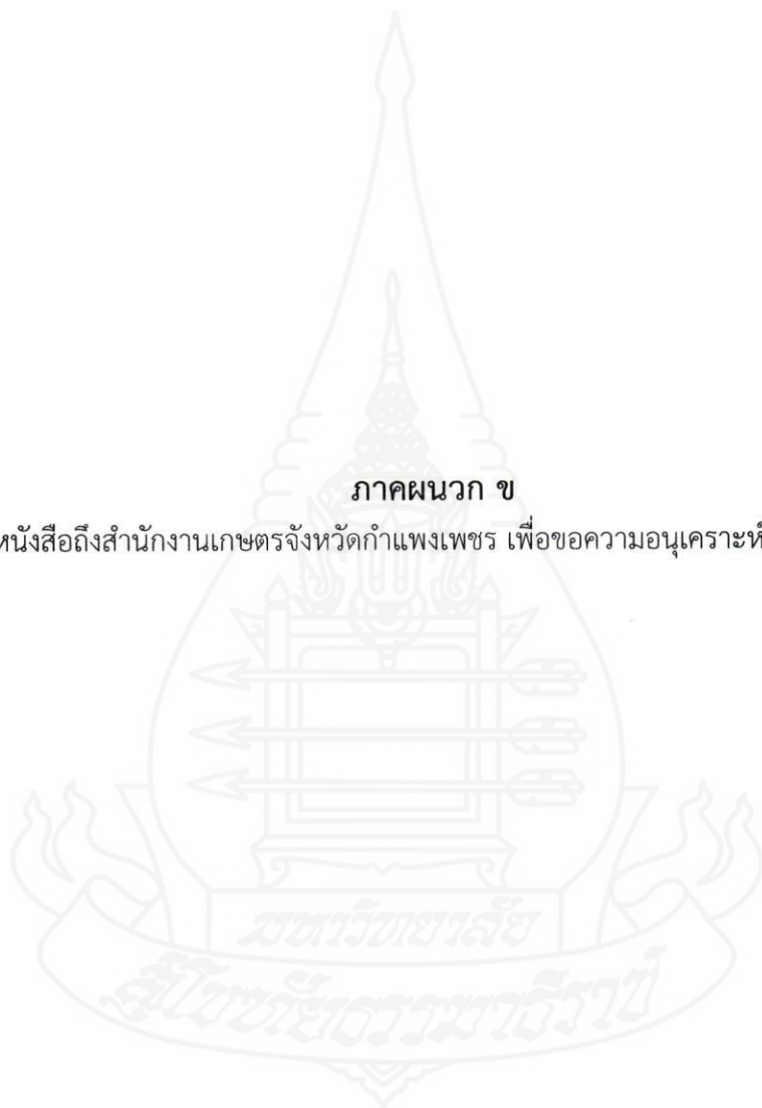 ภาคผนวก ข
หนังสือถึงสำนักงานเกษตรจังหวัดกำแพงเพชร เพื่อขอความอนุเคราะห์
มหาวิทยาลัย
สุโขทัยธรรมาธิราช